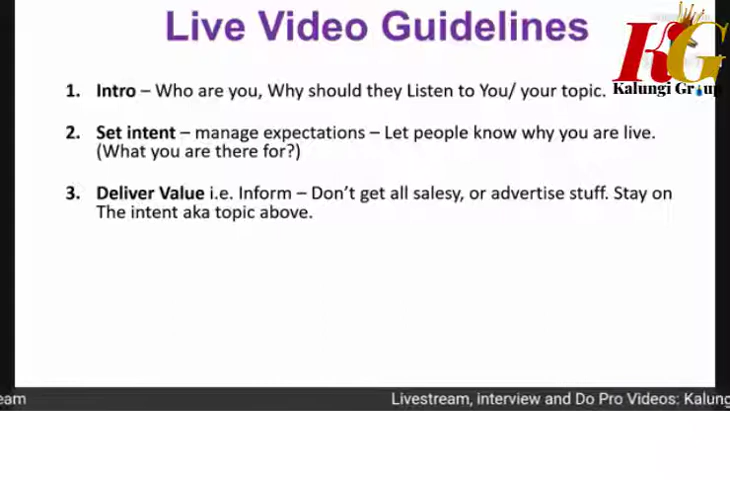 Live Video Guidelines
KG
Kalungi Group
1. Intro – Who are you, Why should they Listen to You/ your topic.
2. Set intent – manage expectations – Let people know why you are live.
(What you are there for?)
3. Deliver Value i.e. Inform – Don't get all salesy, or advertise stuff. Stay on
The intent aka topic above.
eam
Livestream, interview and Do Pro Videos: Kalung